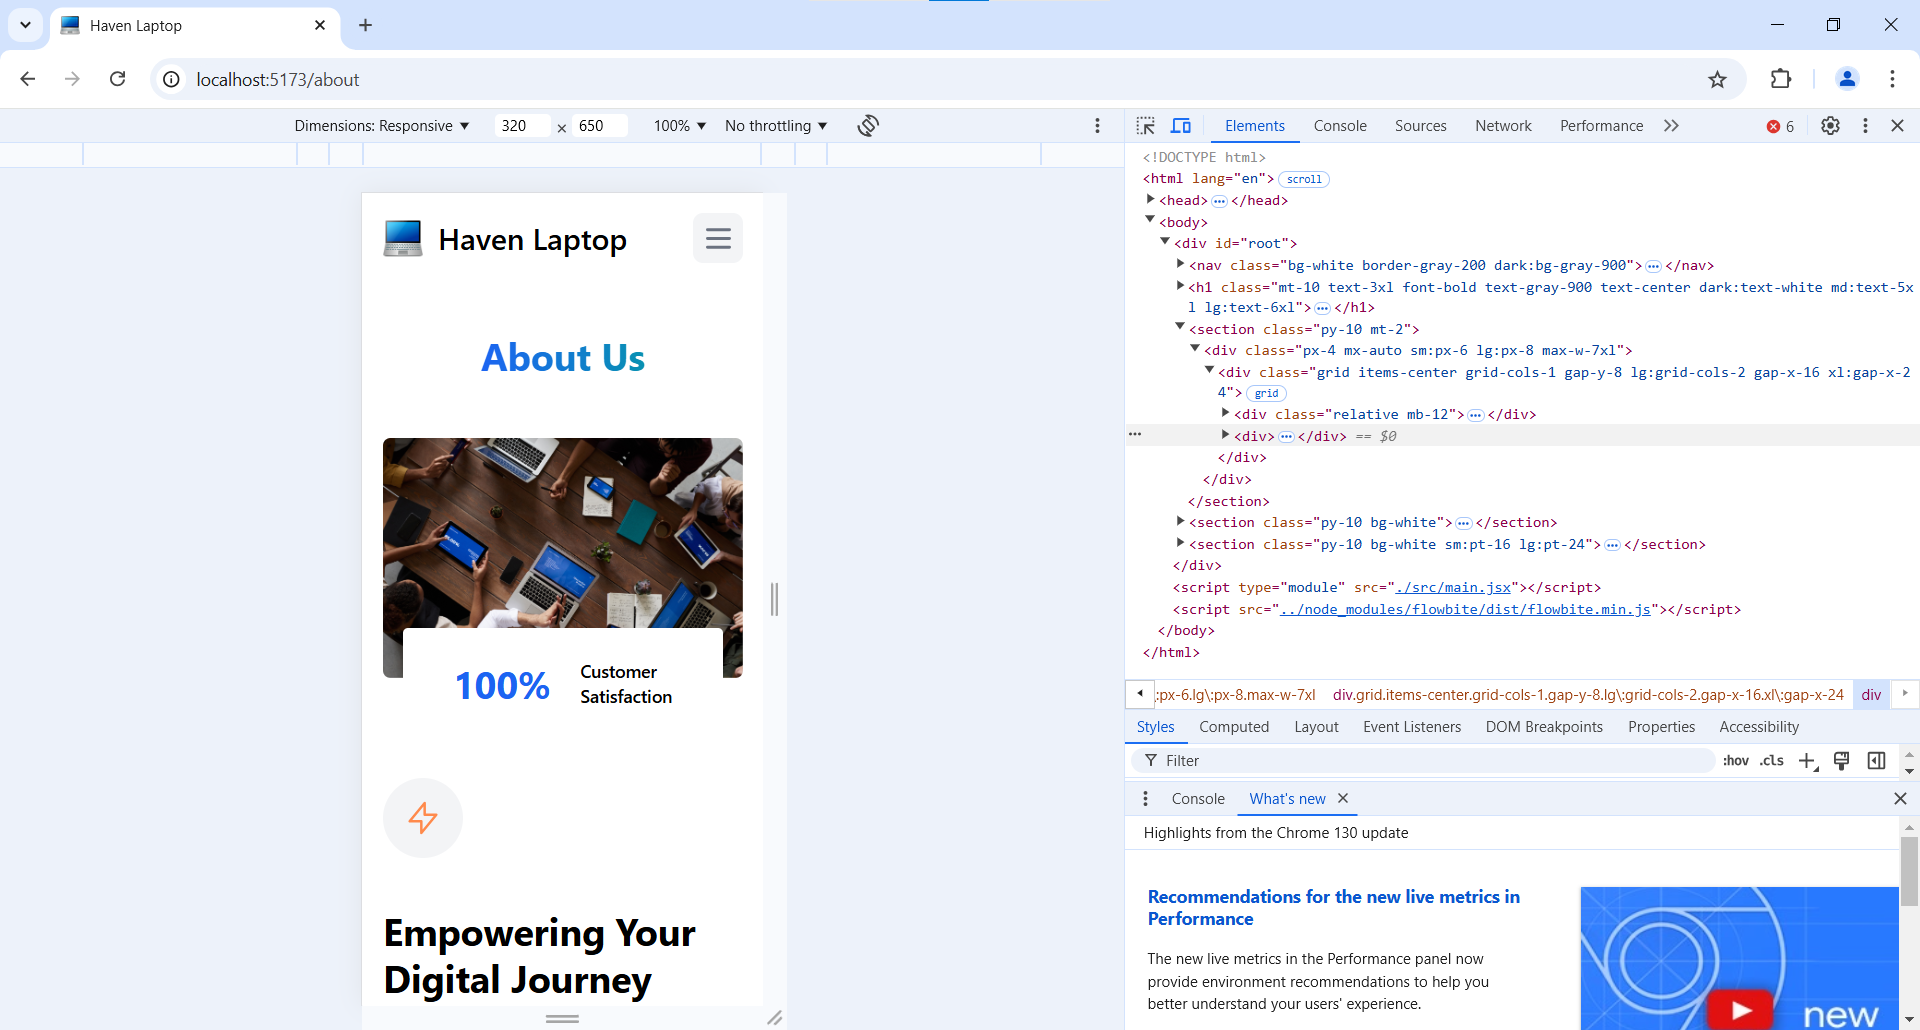 Haven Laptop
localhost:5173/about
Dimensions: Responsive 320 × 650 100% No throttling
Elements Console Sources Network Performance 6
Haven Laptop
About Us
100%
Customer
Satisfaction
Empowering Your
Digital Journey
<!DOCTYPE html>
<html lang="en"> scroll
<head> ••• </head>
<body>
<div id="root">
<nav class="bg-white border-gray-200 dark:bg-gray-900"> ••• </nav>
<h1 class="mt-10 text-3xl font-bold text-gray-900 text-center dark:text-white md:text-5x
l lg:text-6xl"> ••• </h1>
<section class="py-10 mt-2">
<div class="px-4 mx-auto sm:px-6 lg:px-8 max-w-7xl">
<div class="grid items-center grid-cols-1 gap-y-8 lg:grid-cols-2 gap-x-16 xl:gap-x-2
4"> grid
<div class="relative mb-12"> ••• </div>
••• <div> ••• </div> == $0
</div>
</div>
</section>
<section class="py-10 bg-white"> ••• </section>
<section class="py-10 bg-white sm:pt-16 lg:pt-24"> ••• </section>
</div>
<script type="module" src="./src/main.jsx"></script>
<script src="../node_modules/flowbite/dist/flowbite.min.js"></script>
</body>
</html>
:px-6.lg\:px-8.max-w-7xl div.grid.items-center.grid-cols-1.gap-y-8.lg\:grid-cols-2.gap-x-16.xl\:gap-x-24 div
Styles Computed Layout Event Listeners DOM Breakpoints Properties Accessibility
Filter :hov .cls
Console What's new
Highlights from the Chrome 130 update
Recommendations for the new live metrics in
Performance
The new live metrics in the Performance panel now
provide environment recommendations to help you
better understand your users' experience.
new